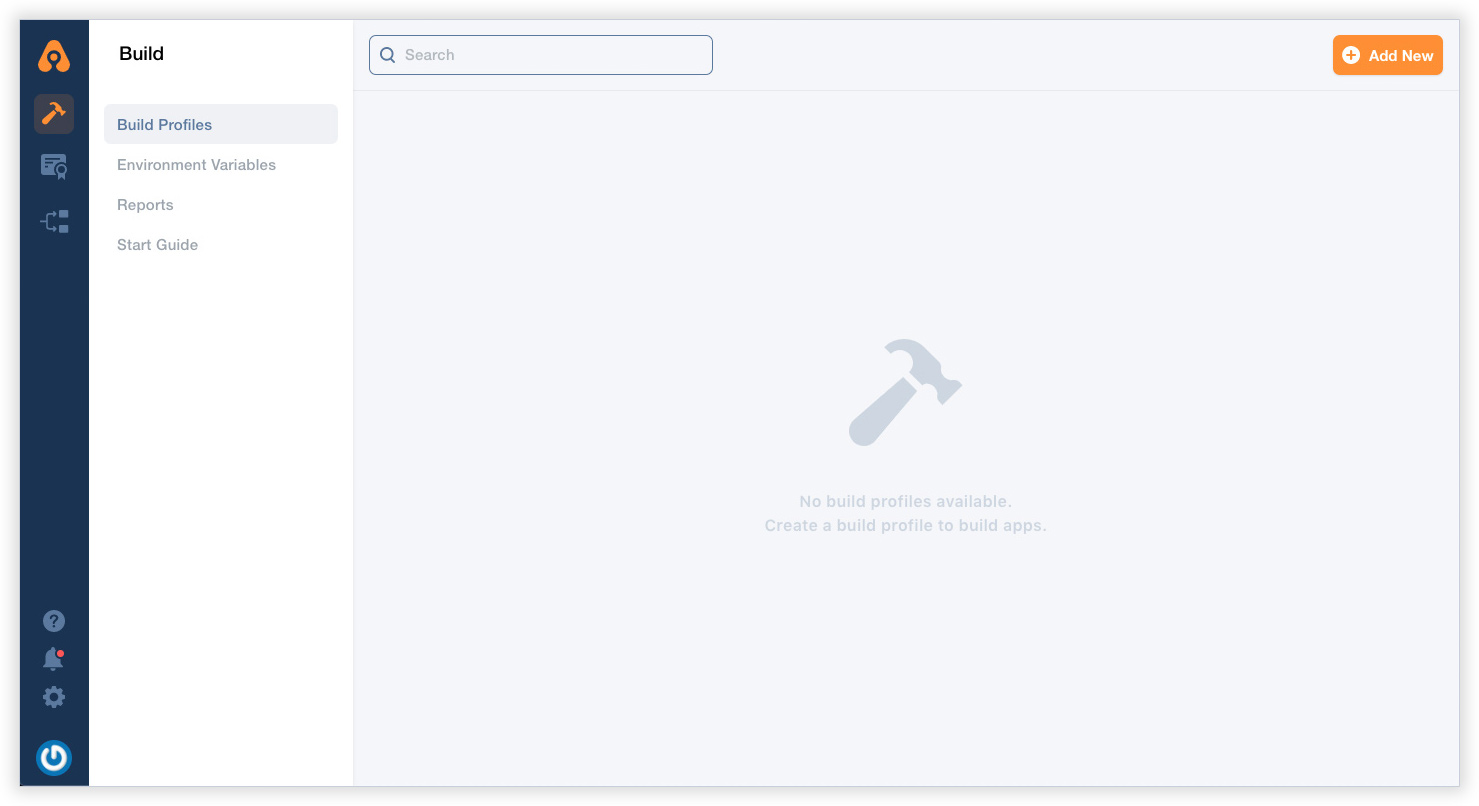 Build
Search
Add New
Build Profiles
Environment Variables
Reports
Start Guide
No build profiles available.
Create a build profile to build apps.
?